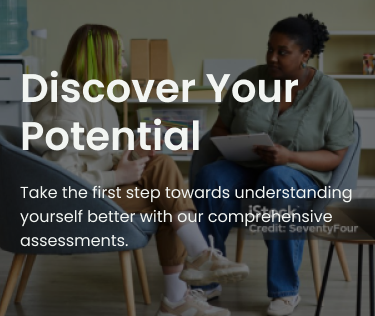 Discover Your
Potential
Take the first step towards understanding
yourself better with our comprehensive
assessments.
iStock
Credit: SeventyFour